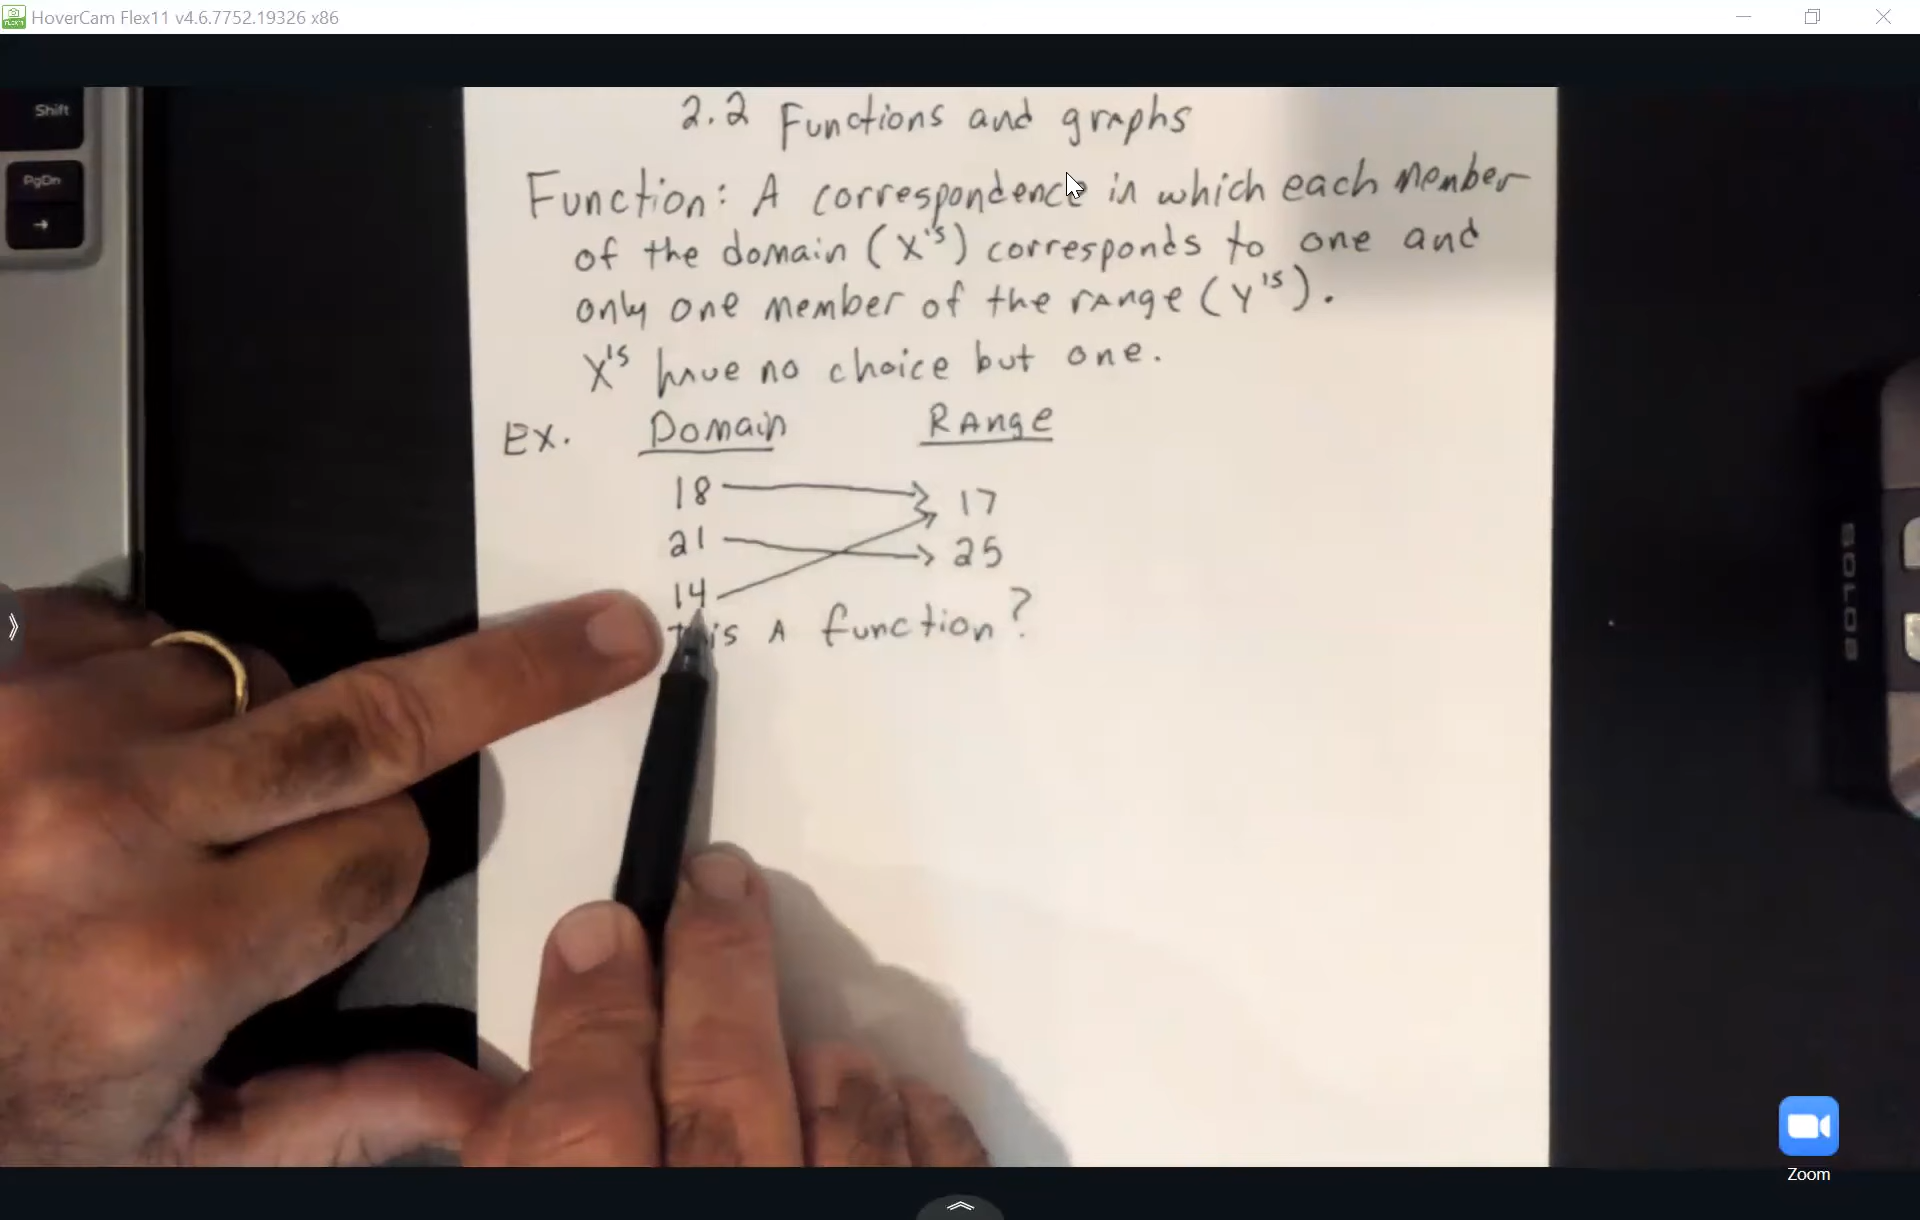 HoverCam Flex11 v4.6.7752.19326 x86
Shift
PgDn
2.2 Functions and graphs
Function: A correspondence in which each member
of the domain (X's) corresponds to one and
only one member of the range (Y's).
X's have no choice but one.
Ex. Domain Range
18 17
21 25
14
is A function?
Zoom